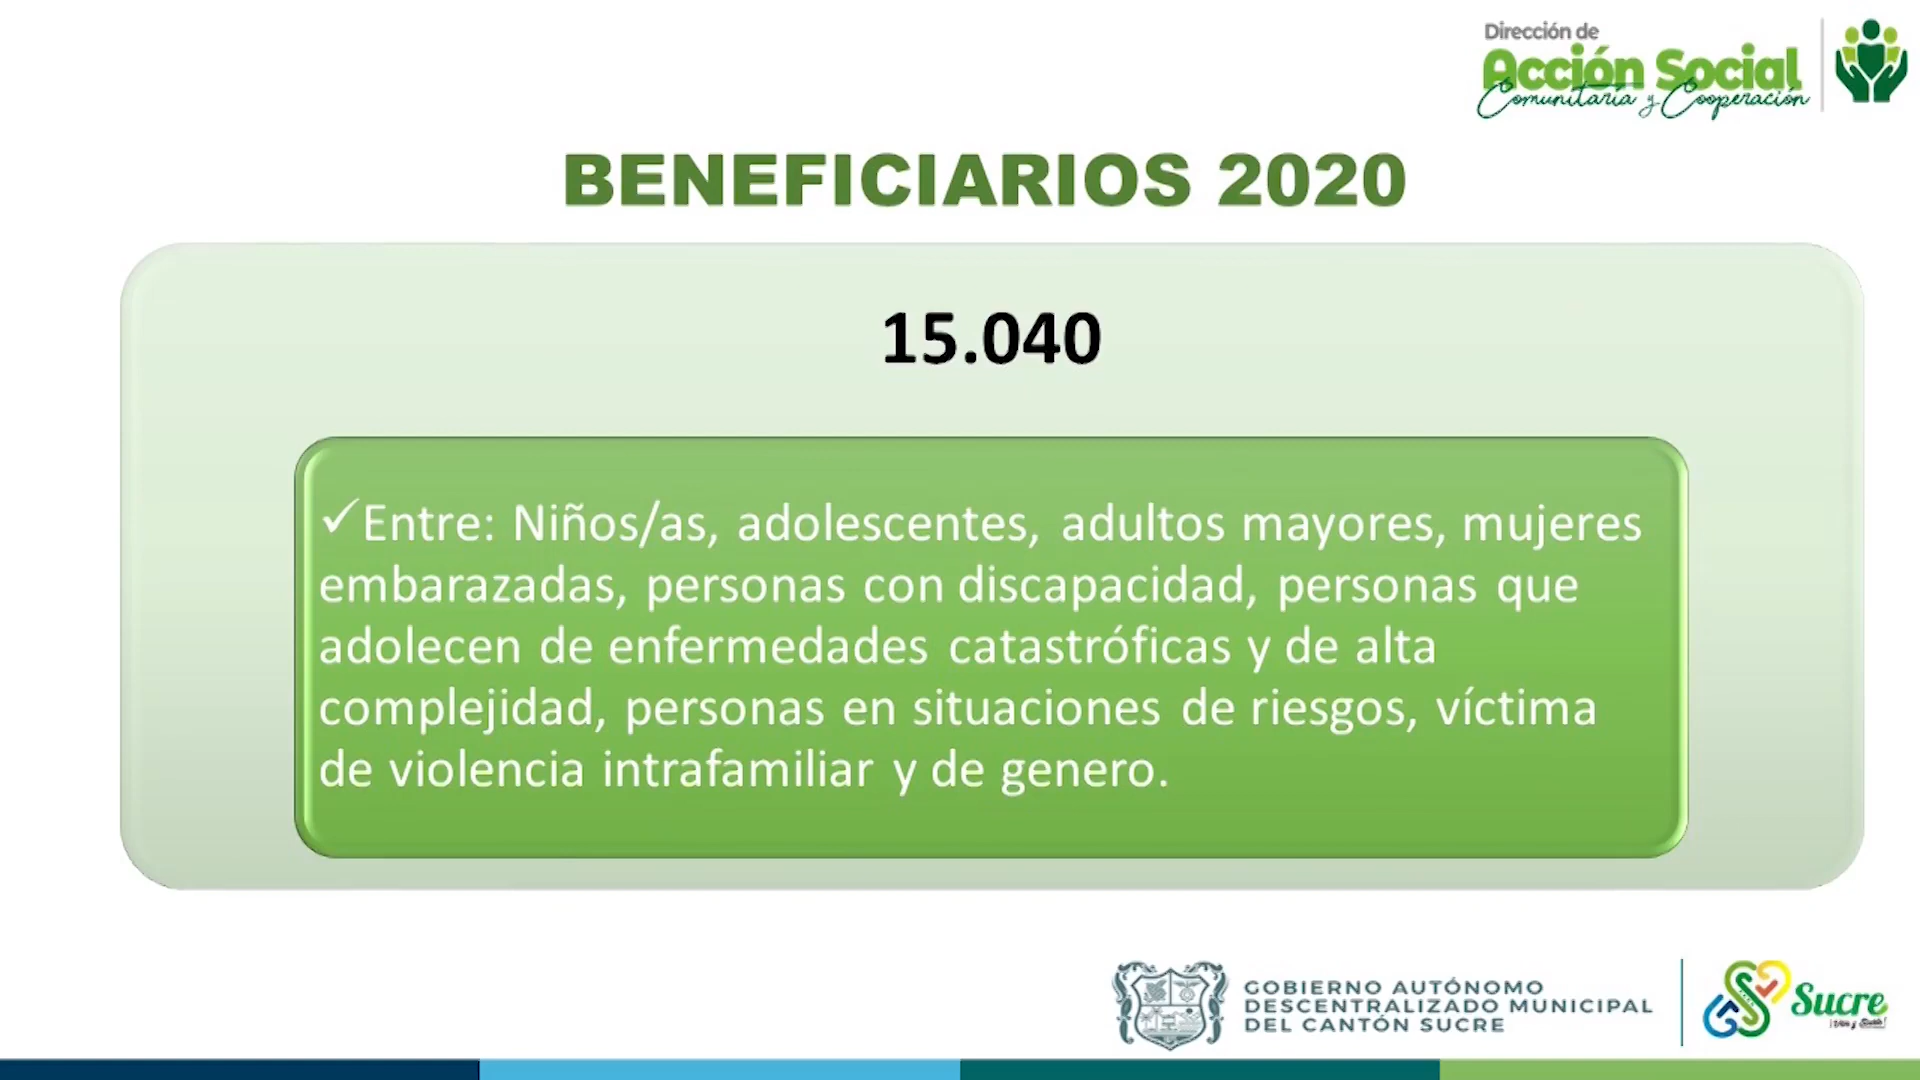 Dirección de
Acción Social
Comunitaria y Cooperación
BENEFICIARIOS 2020
15.040
✓Entre: Niños/as, adolescentes, adultos mayores, mujeres
embarazadas, personas con discapacidad, personas que
adolecen de enfermedades catastróficas y de alta
complejidad, personas en situaciones de riesgos, víctima
de violencia intrafamiliar y de genero.
GOBIERNO AUTÓNOMO
DESCENTRALIZADO MUNICIPAL
DEL CANTÓN SUCRE
Sucre